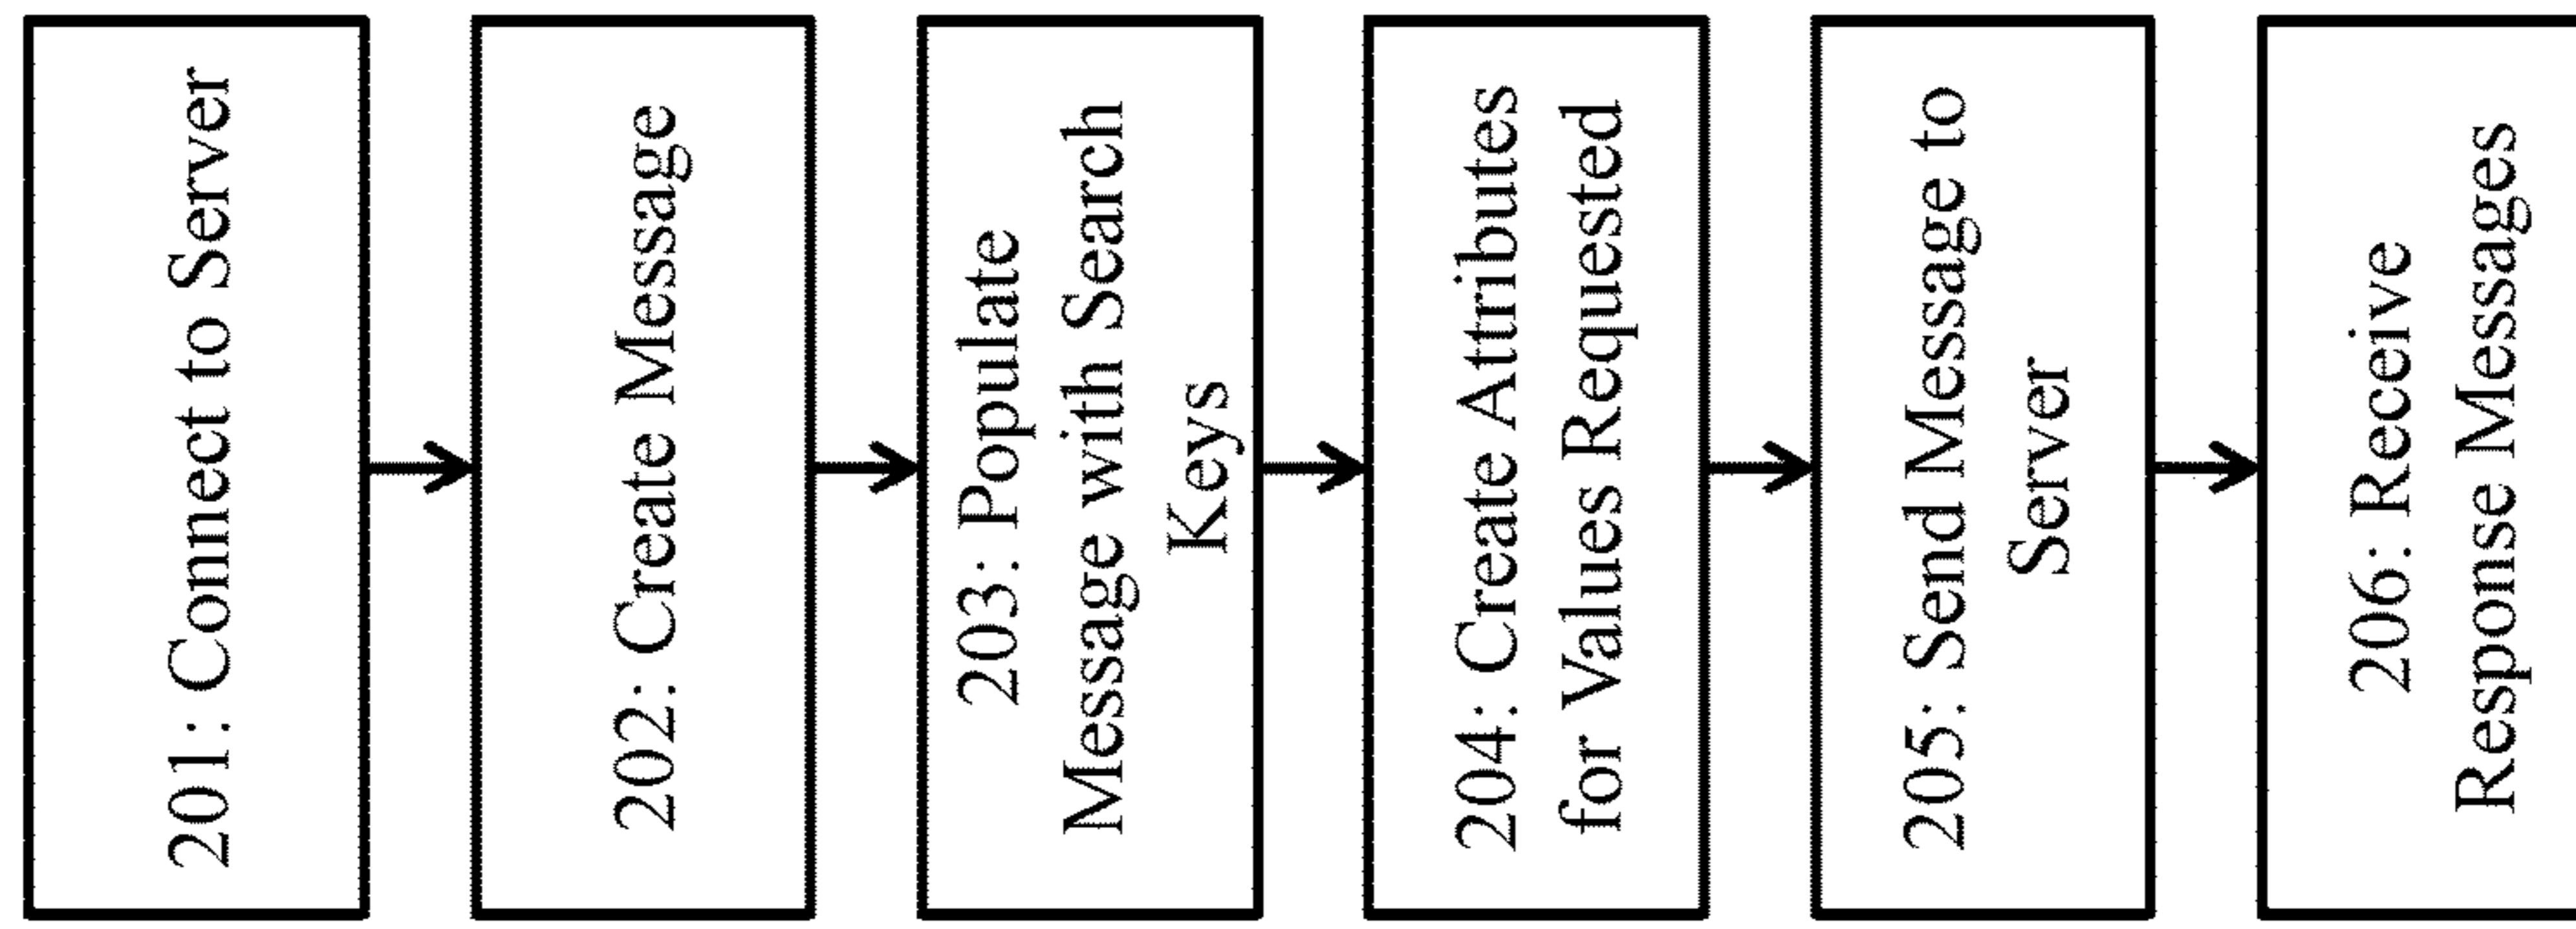 201: Connect to Server
202: Create Message
203: Populate
Message with Search
Keys
204: Create Attributes
for Values Requested
205: Send Message to
Server
206: Receive
Response Messages